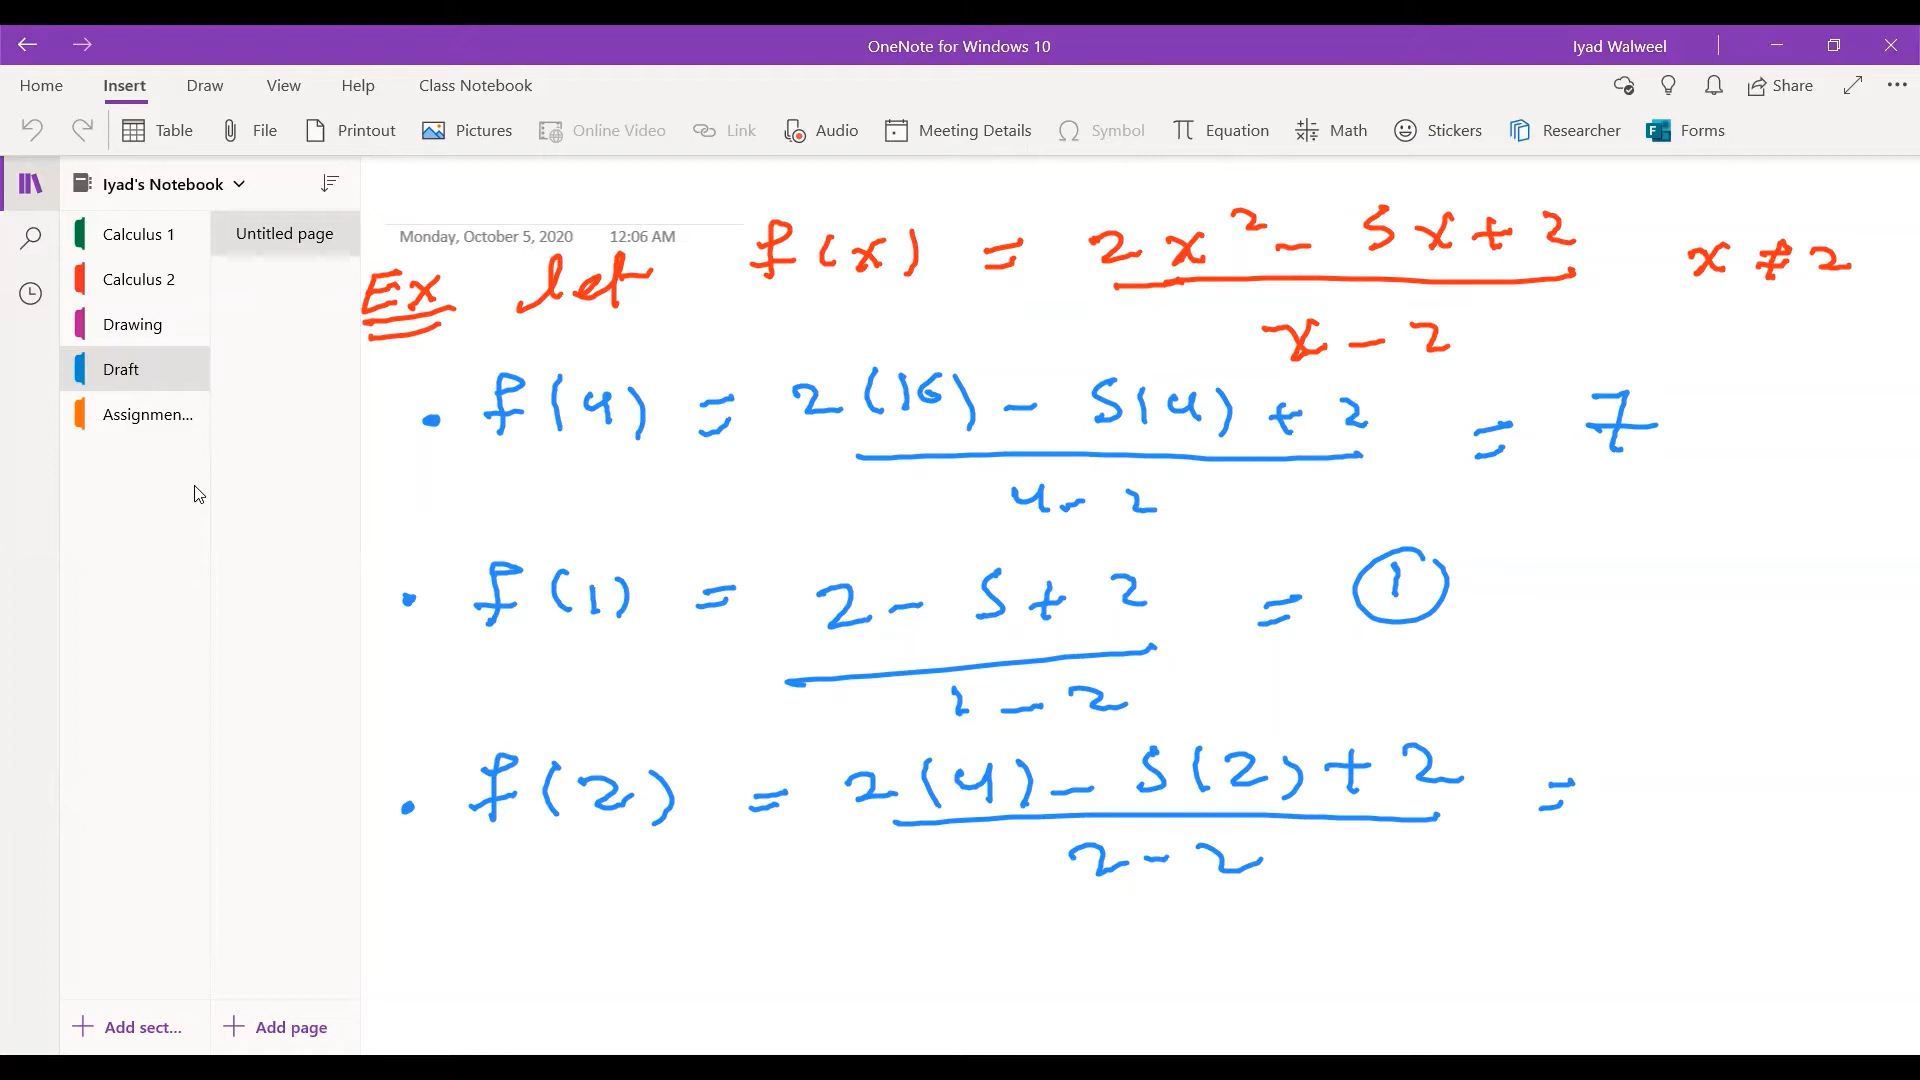 OneNote for Windows 10
Iyad Walweel
Home Insert Draw View Help Class Notebook
Share
Table File Printout Pictures Online Video Link Audio Meeting Details Symbol Equation Math Stickers Researcher Forms
Iyad's Notebook
Calculus 1
Calculus 2
Drawing
Draft
Assignmen...
Untitled page
Monday, October 5, 2020 12:06 AM
Ex let f(x) = (2x² - 5x + 2)/(x - 2) x ≠ 2
• f(4) = (2(16) - 5(4) + 2)/(4 - 2) = 7
• f(1) = (2 - 5 + 2)/(1 - 2) = 1
• f(2) = (2(4) - 5(2) + 2)/(2 - 2) =
+ Add sect...
+ Add page